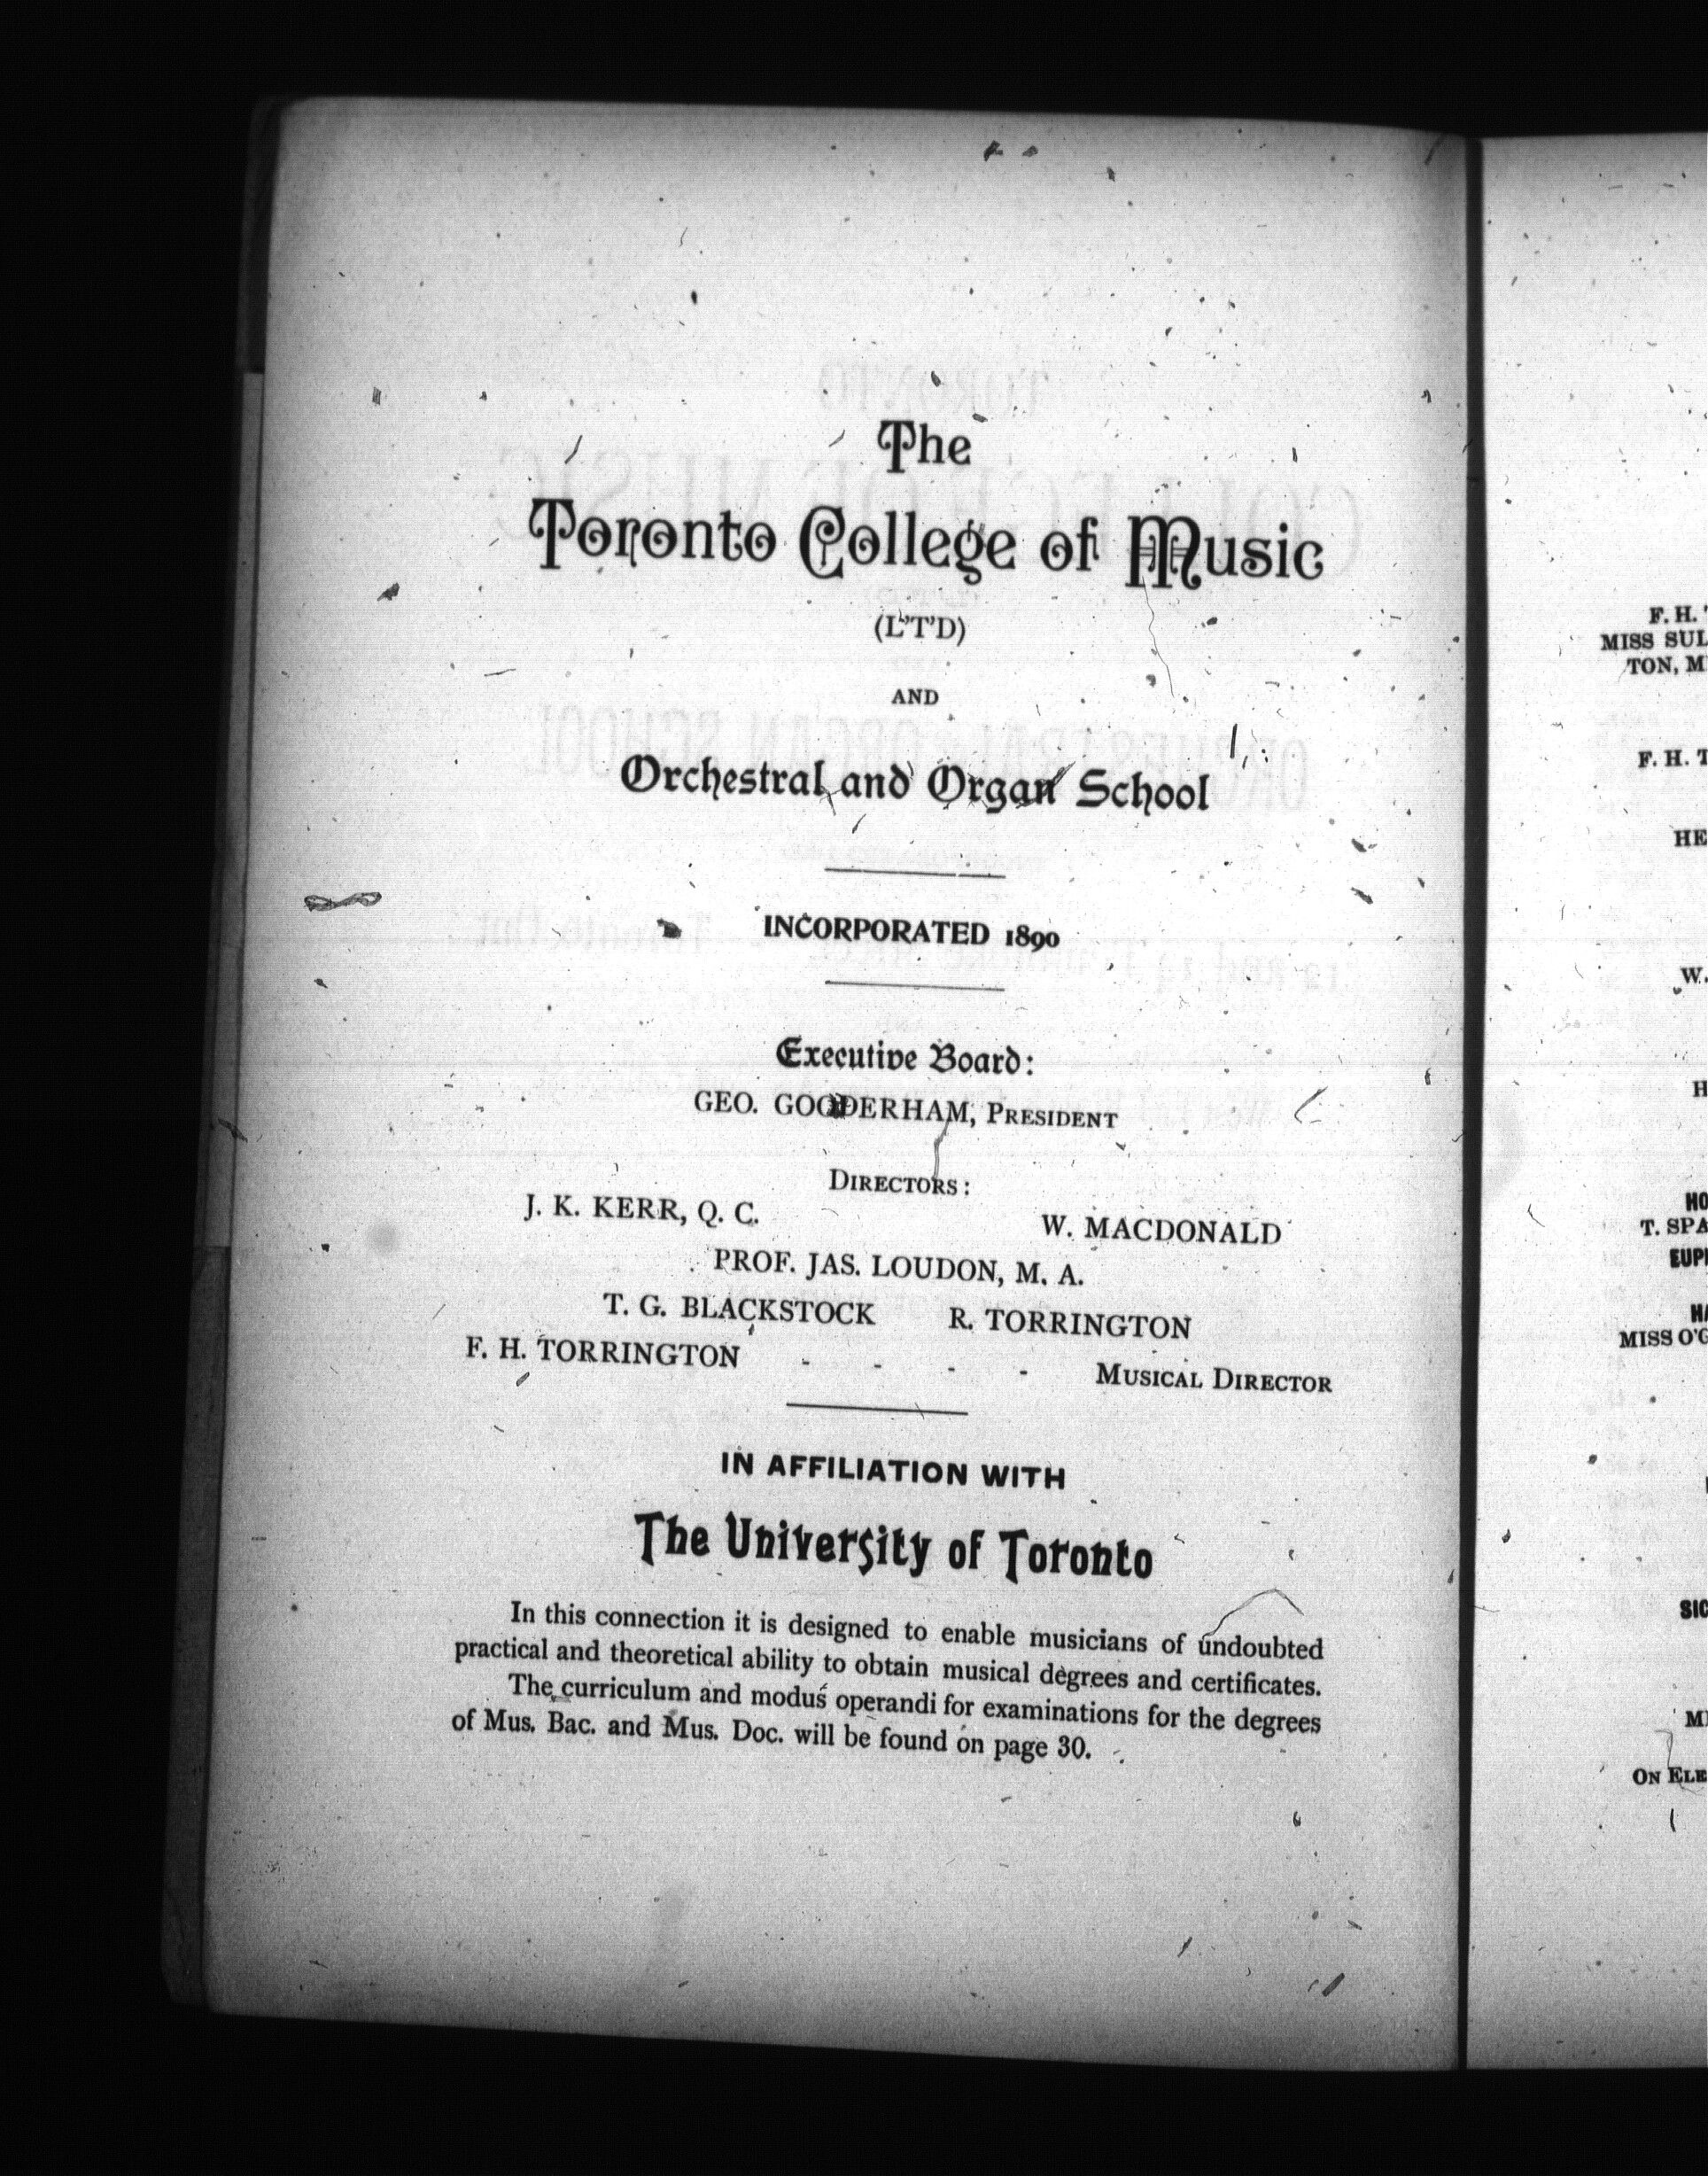 The
Toronto College of Music
(L'T'D)
AND
Orchestral and Organ School
INCORPORATED 1890
Executive Board:
GEO. GOODERHAM, PRESIDENT
DIRECTORS:
J. K. KERR, Q. C. W. MACDONALD
PROF. JAS. LOUDON, M. A.
T. G. BLACKSTOCK R. TORRINGTON
F. H. TORRINGTON - - - - MUSICAL DIRECTOR
IN AFFILIATION WITH
The University of Toronto
In this connection it is designed to enable musicians of undoubted
practical and theoretical ability to obtain musical degrees and certificates.
The curriculum and modus operandi for examinations for the degrees
of Mus. Bac. and Mus. Doc. will be found on page 30.
F. H.
MISS SUL
TON, M
F. H. T
HE
W.
H
HO
T. SPA
EUP
HA
MISS O'G
SIC
MI
ON ELE